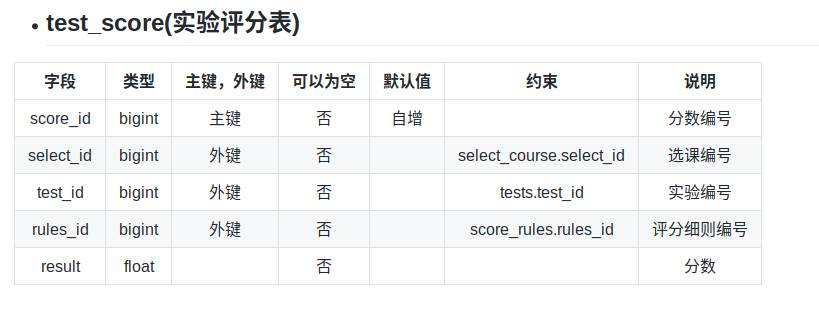 test_score(实验评分表)
字段 类型 主键，外键 可以为空 默认值 约束 说明
score_id bigint 主键 否 自增 分数编号
select_id bigint 外键 否 select_course.select_id 选课编号
test_id bigint 外键 否 tests.test_id 实验编号
rules_id bigint 外键 否 score_rules.rules_id 评分细则编号
result float 否 分数